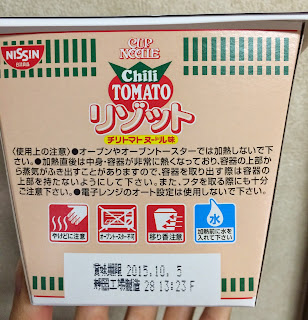 NISSIN
CUP
NOODLE
Chili
TOMATO
リゾット
チリトマトヌードル味
〈使用上の注意〉●オーブンやオーブントースターでは加熱しないで下
さい。●加熱直後は中身・容器が非常に熱くなっており、容器の上部か
ら蒸気がふき出すことがありますので、容器を取り出す際は容器の
上部を持たないようにして下さい。また、フタを取る際にも十分
ご注意下さい。●電子レンジのオート設定は使用しないで下さい。
水
やけどに注意 オーブントースター不可 移り香注意 加熱前に水を
入れて下さい
賞味期限 2015.10. 5
静岡工場製造 28 13:23 F